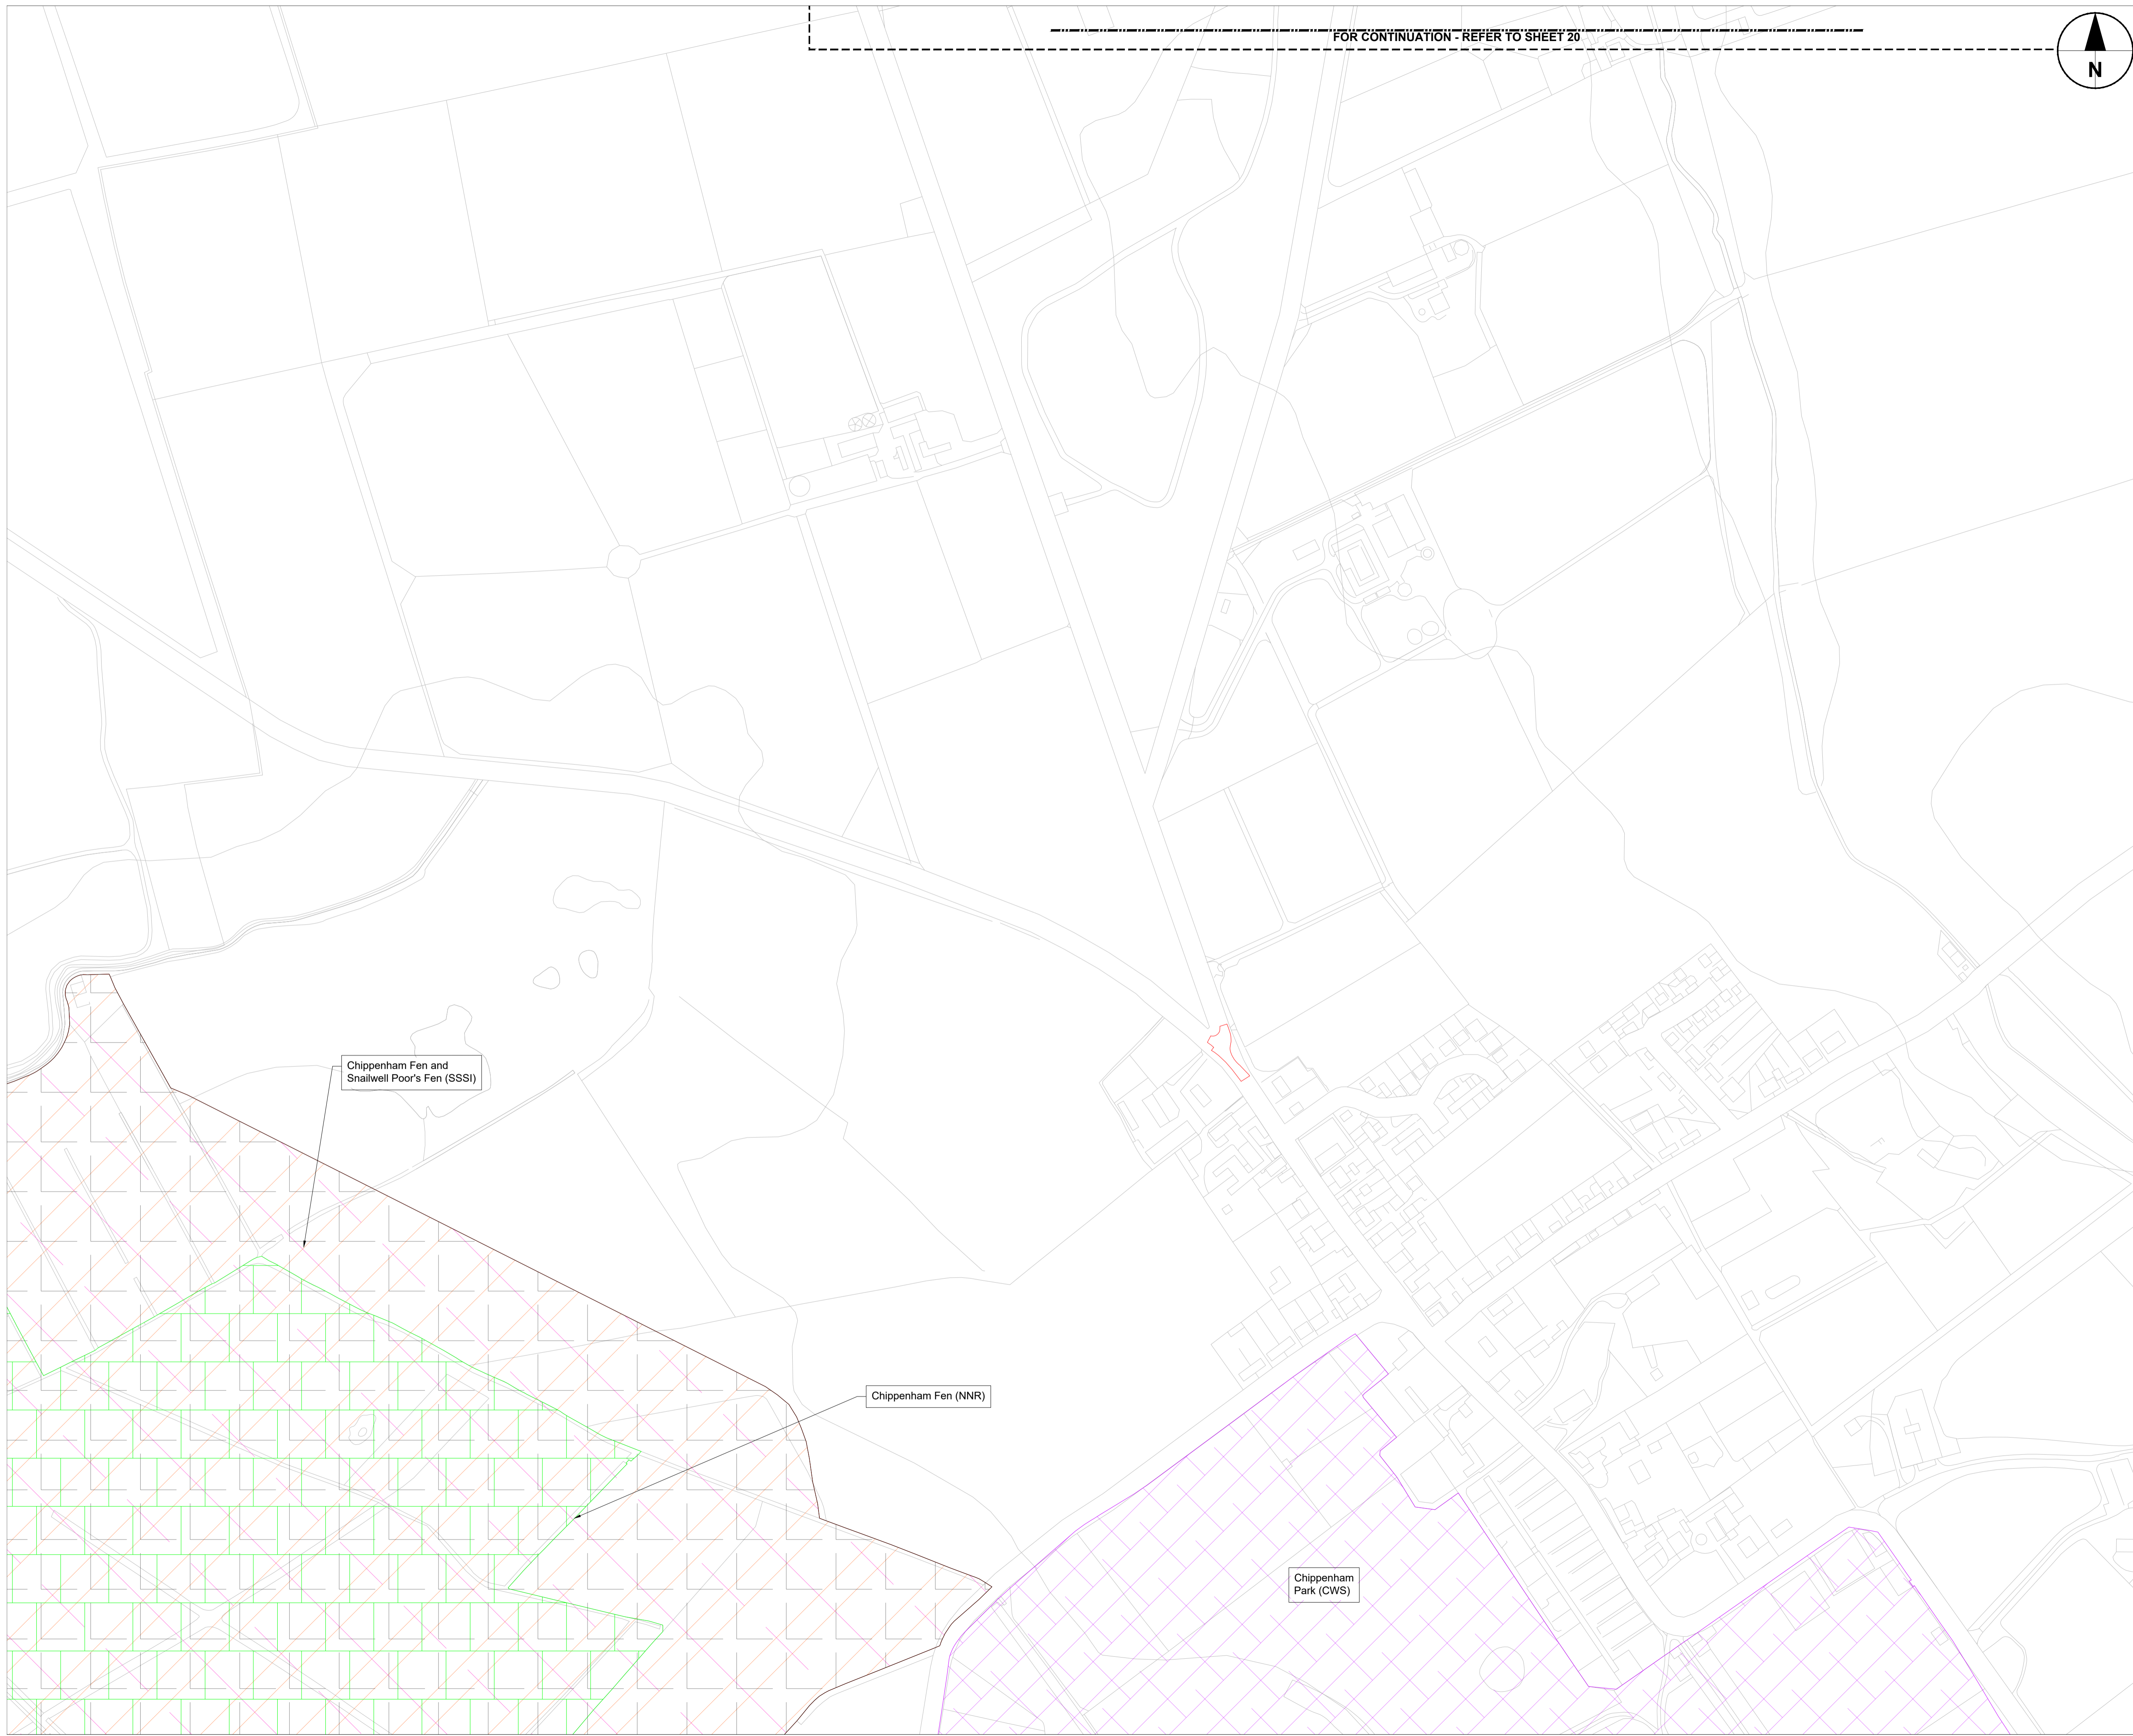 FOR CONTINUATION - REFER TO SHEET 20
N
Chippenham Fen and
Snailwell Poor's Fen (SSSI)
Chippenham Fen (NNR)
Chippenham
Park (CWS)